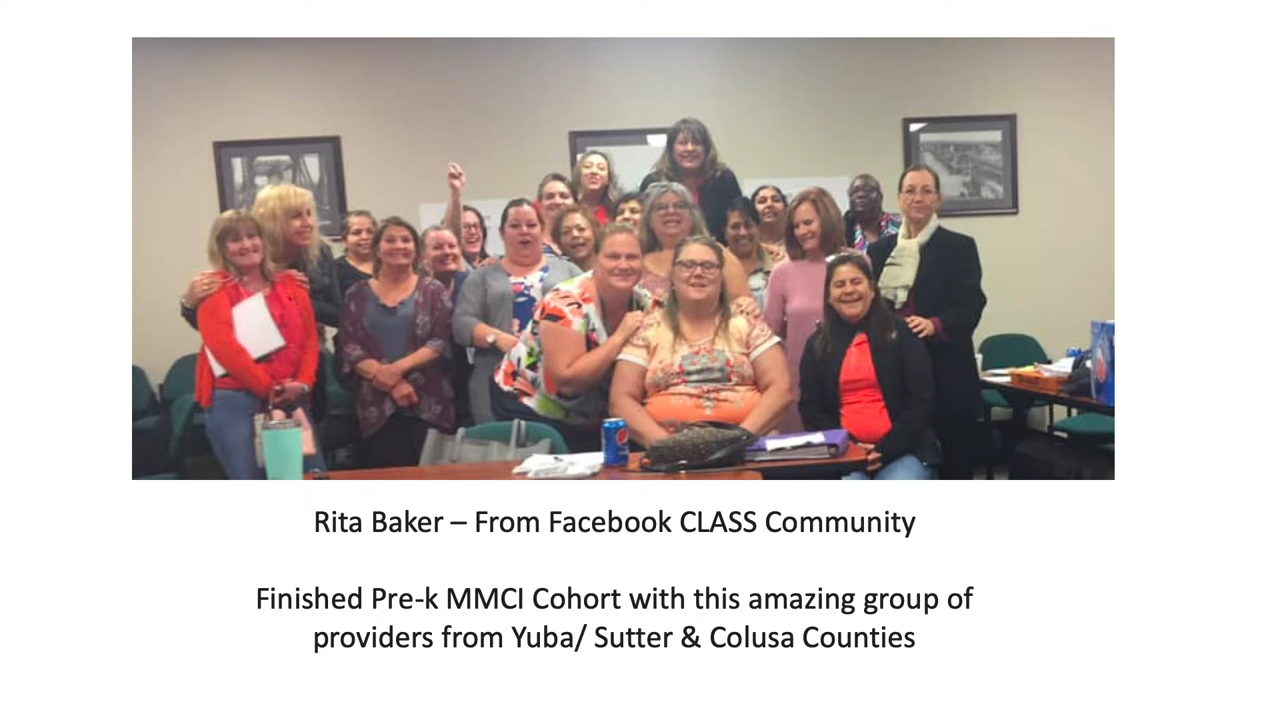 Rita Baker – From Facebook CLASS Community
Finished Pre-k MMCI Cohort with this amazing group of
providers from Yuba/ Sutter & Colusa Counties